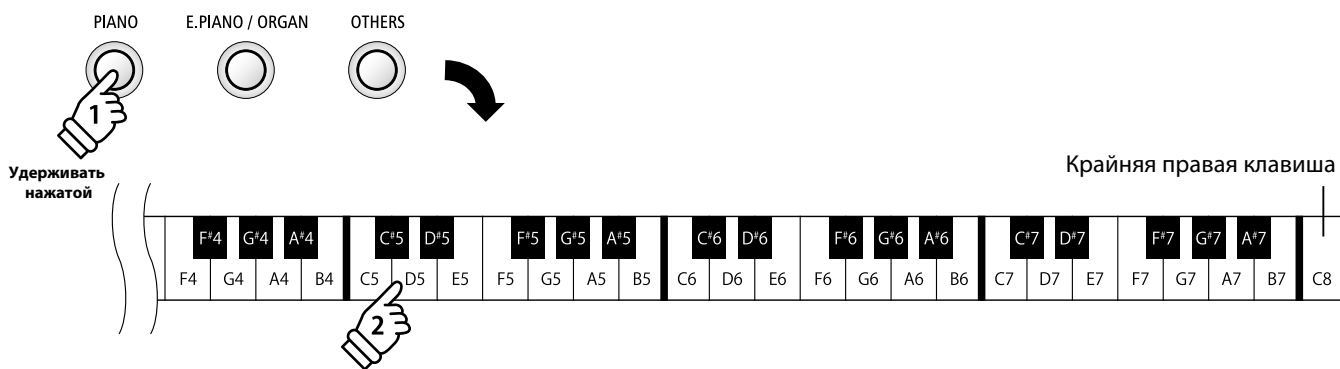 PIANO E.PIANO / ORGAN OTHERS
1
Удерживать
нажатой
Крайняя правая клавиша
F#4 G#4 A#4 C#5 D#5 F#5 G#5 A#5 C#6 D#6 F#6 G#6 A#6 C#7 D#7 F#7 G#7 A#7
F4 G4 A4 B4 C5 D5 E5 F5 G5 A5 B5 C6 D6 E6 F6 G6 A6 B6 C7 D7 E7 F7 G7 A7 B7 C8
2